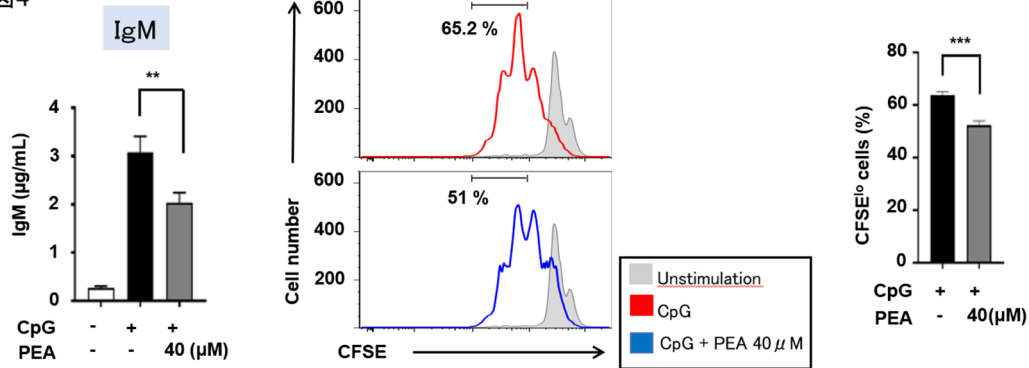 図4
IgM
**
4
3
2
1
0
IgM (μg/mL)
CpG - + +
PEA - - 40 (μM)
600
65.2 %
400
200
600
51 %
400
200
Cell number
CFSE
Unstimulation
CpG
CpG + PEA 40 μ M
***
80
60
40
20
0
CFSElo cells (%)
CpG + +
PEA - 40(μM)